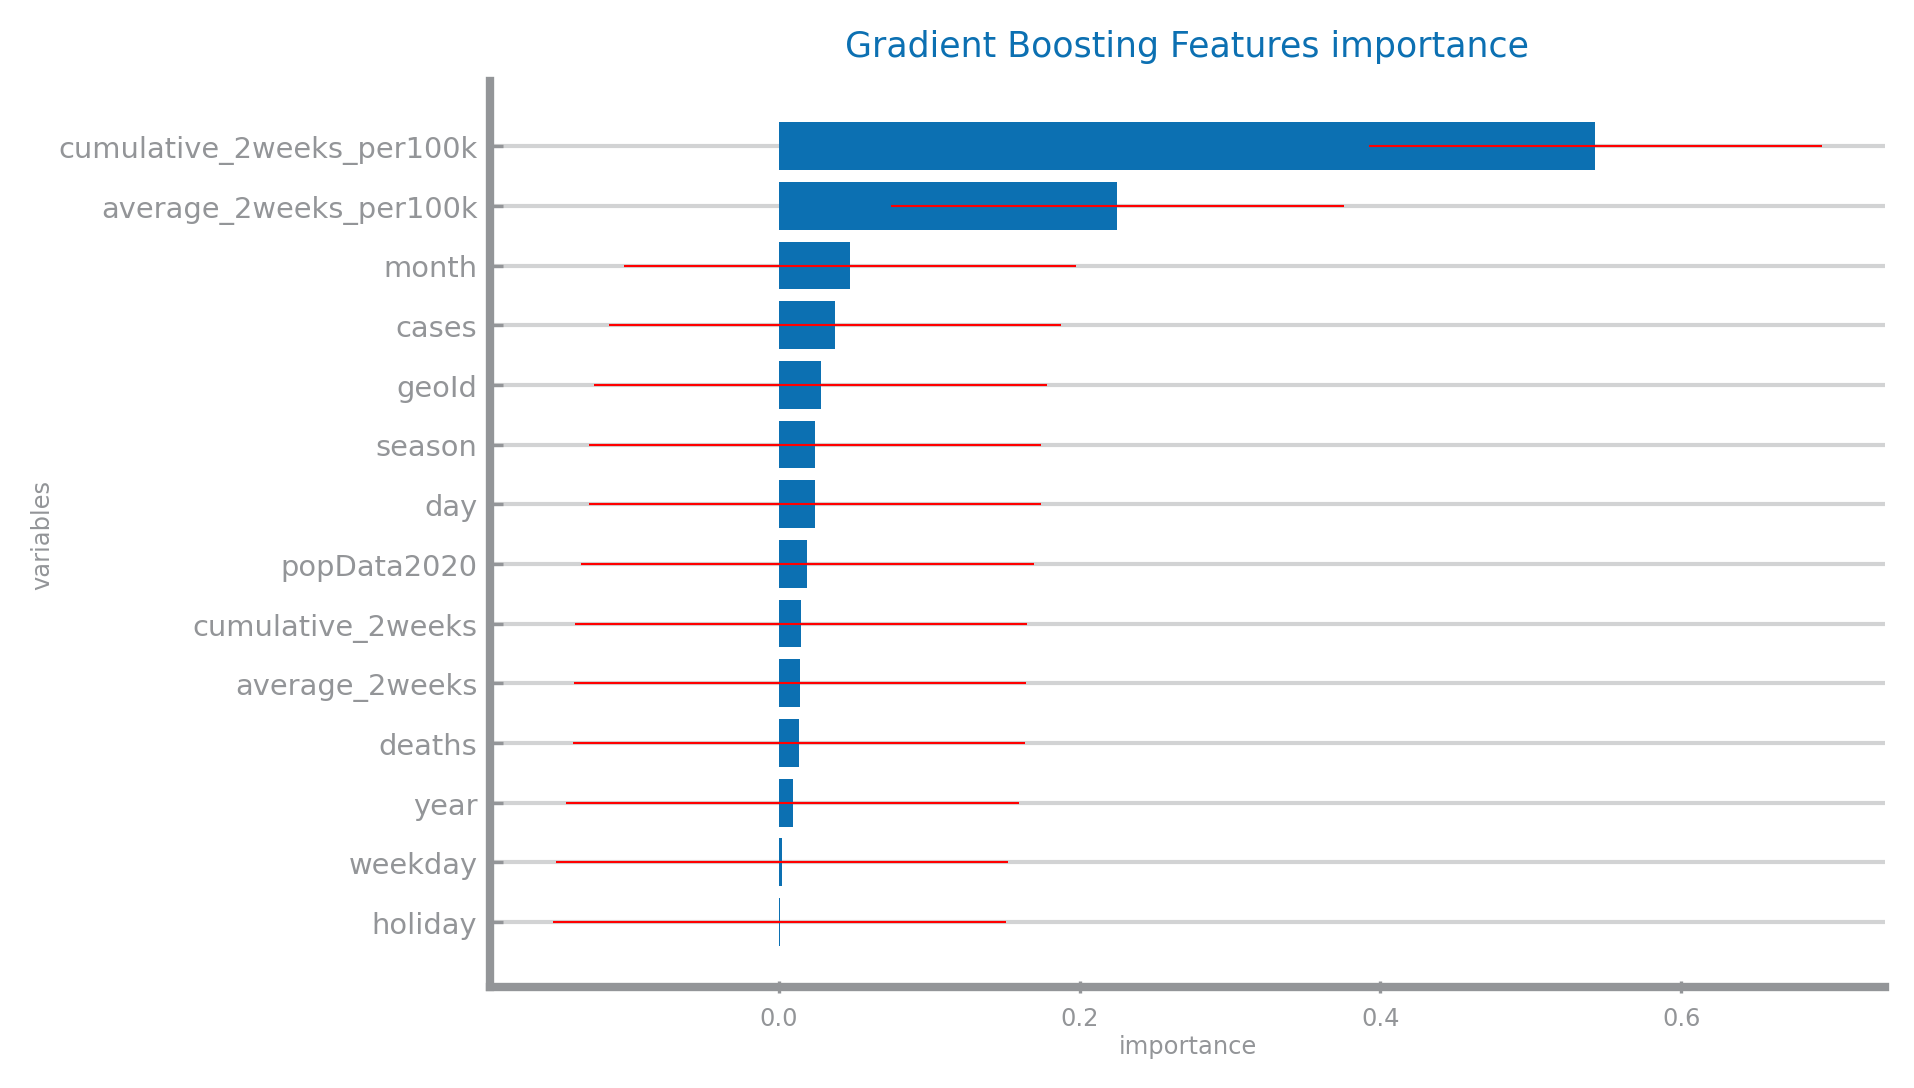 Gradient Boosting Features importance
cumulative_2weeks_per100k
average_2weeks_per100k
month
cases
geoId
season
day
popData2020
cumulative_2weeks
average_2weeks
deaths
year
weekday
holiday
variables
0.0 0.2 0.4 0.6
importance